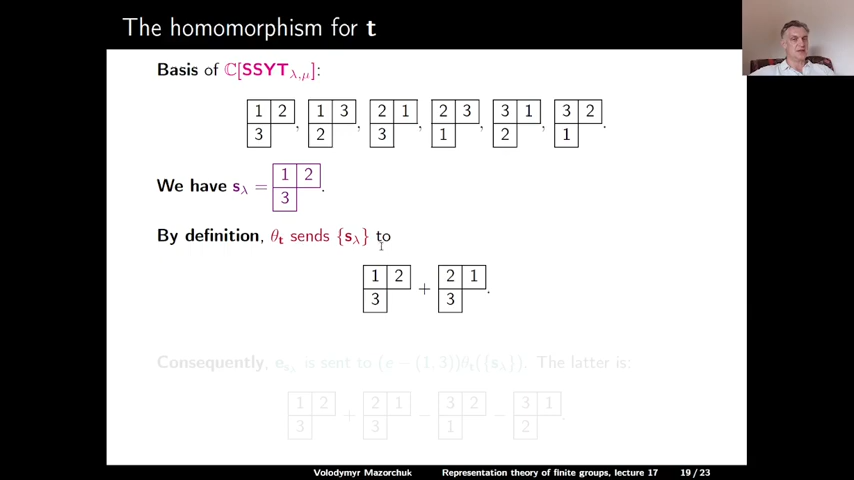 The homomorphism for t
Basis of ℂ[SSYT_{λ,μ}]:
1 2 1 3 2 1 2 3 3 1 3 2
3 , 2 , 3 , 1 , 2 , 1 .
We have s_λ = 1 2
3 .
By definition, θ_t sends {s_λ} to
1 2 + 2 1
3 3 .
Consequently, e_{s_λ} is sent to (e − (1, 3))θ_t({s_λ}). The latter is:
1 2 + 2 1 − 3 2 − 3 1
3 3 1 2 .
Volodymyr Mazorchuk Representation theory of finite groups, lecture 17 19 / 23